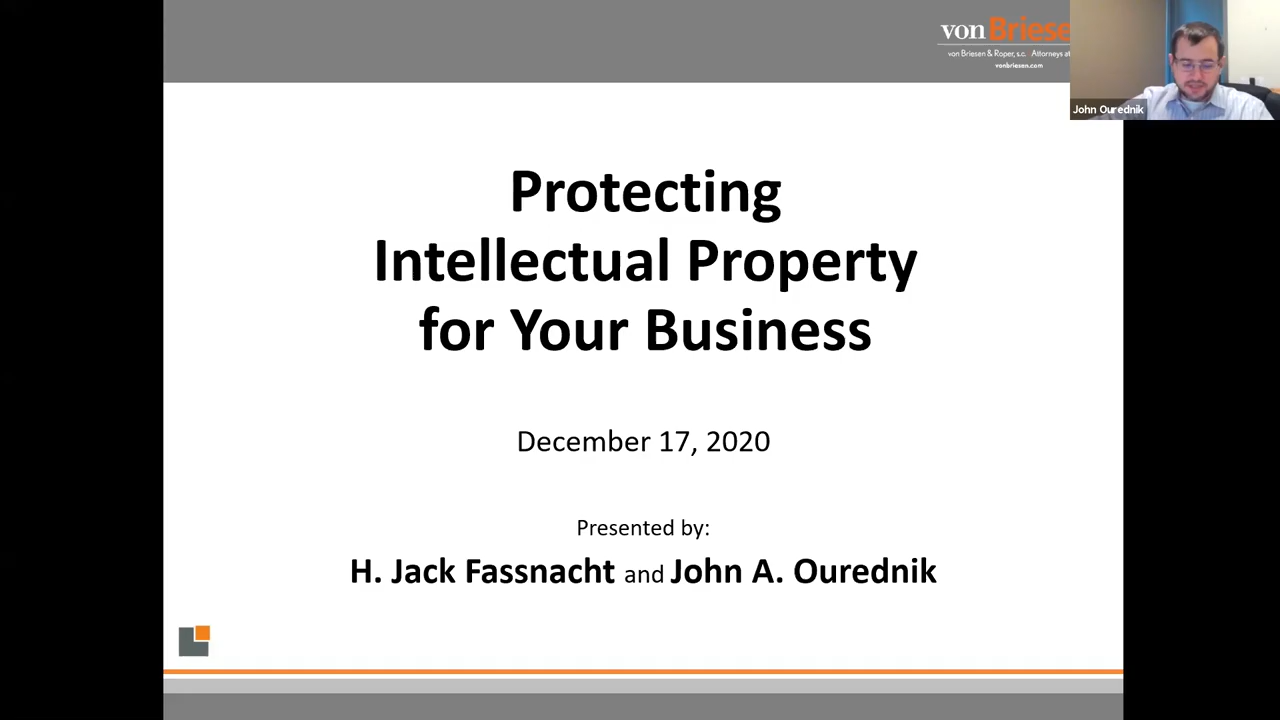 von Briese
von Briesen & Roper, s.c. Attorneys at
vonbriesen.com
John Ourednik
Protecting
Intellectual Property
for Your Business
December 17, 2020
Presented by:
H. Jack Fassnacht and John A. Ourednik